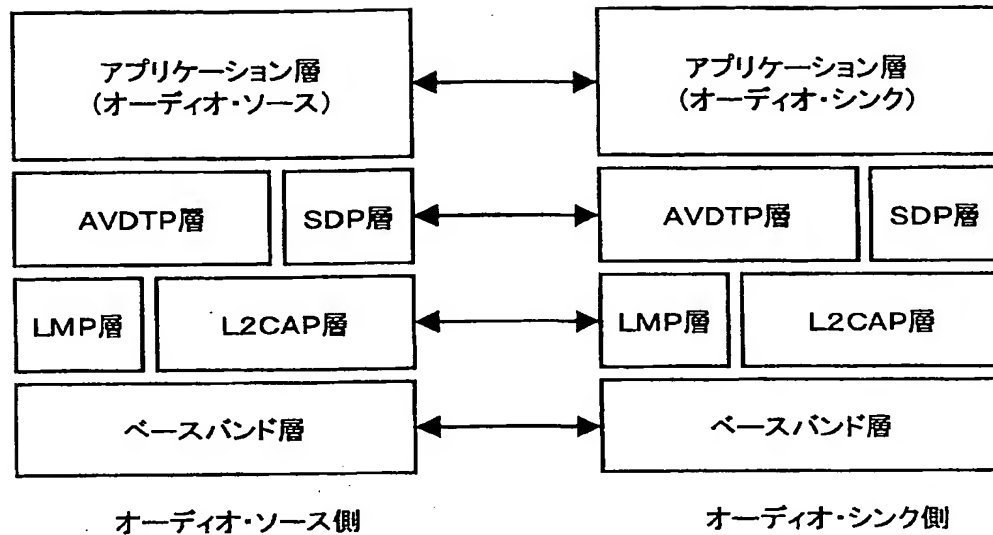 アプリケーション層
(オーディオ・ソース)
アプリケーション層
(オーディオ・シンク)
AVDTP層
SDP層
AVDTP層
SDP層
LMP層
L2CAP層
LMP層
L2CAP層
ベースバンド層
ベースバンド層
オーディオ・ソース側
オーディオ・シンク側